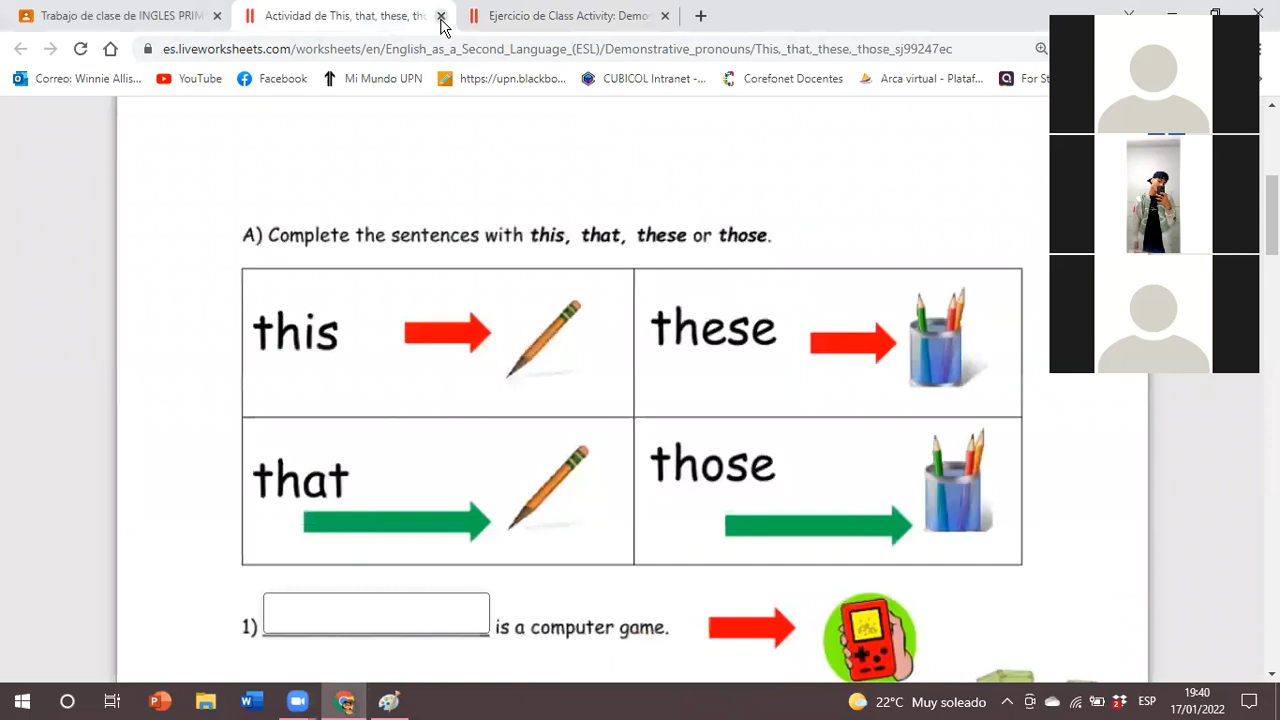 Trabajo de clase de INGLES PRIM
Actividad de This, that, these, tho
Ejercicio de Class Activity: Demo
es.liveworksheets.com/worksheets/en/English_as_a_Second_Language_(ESL)/Demonstrative_pronouns/This,_that,_these,_those_sj99247ec
Correo: Winnie Allis...
YouTube
Facebook
Mi Mundo UPN
https://upn.blackbo...
CUBICOL Intranet -...
Corefonet Docentes
Arca virtual - Plataf...
For St
A) Complete the sentences with this, that, these or those.
this
these
that
those
1) is a computer game.
22°C Muy soleado
ESP
19:40
17/01/2022